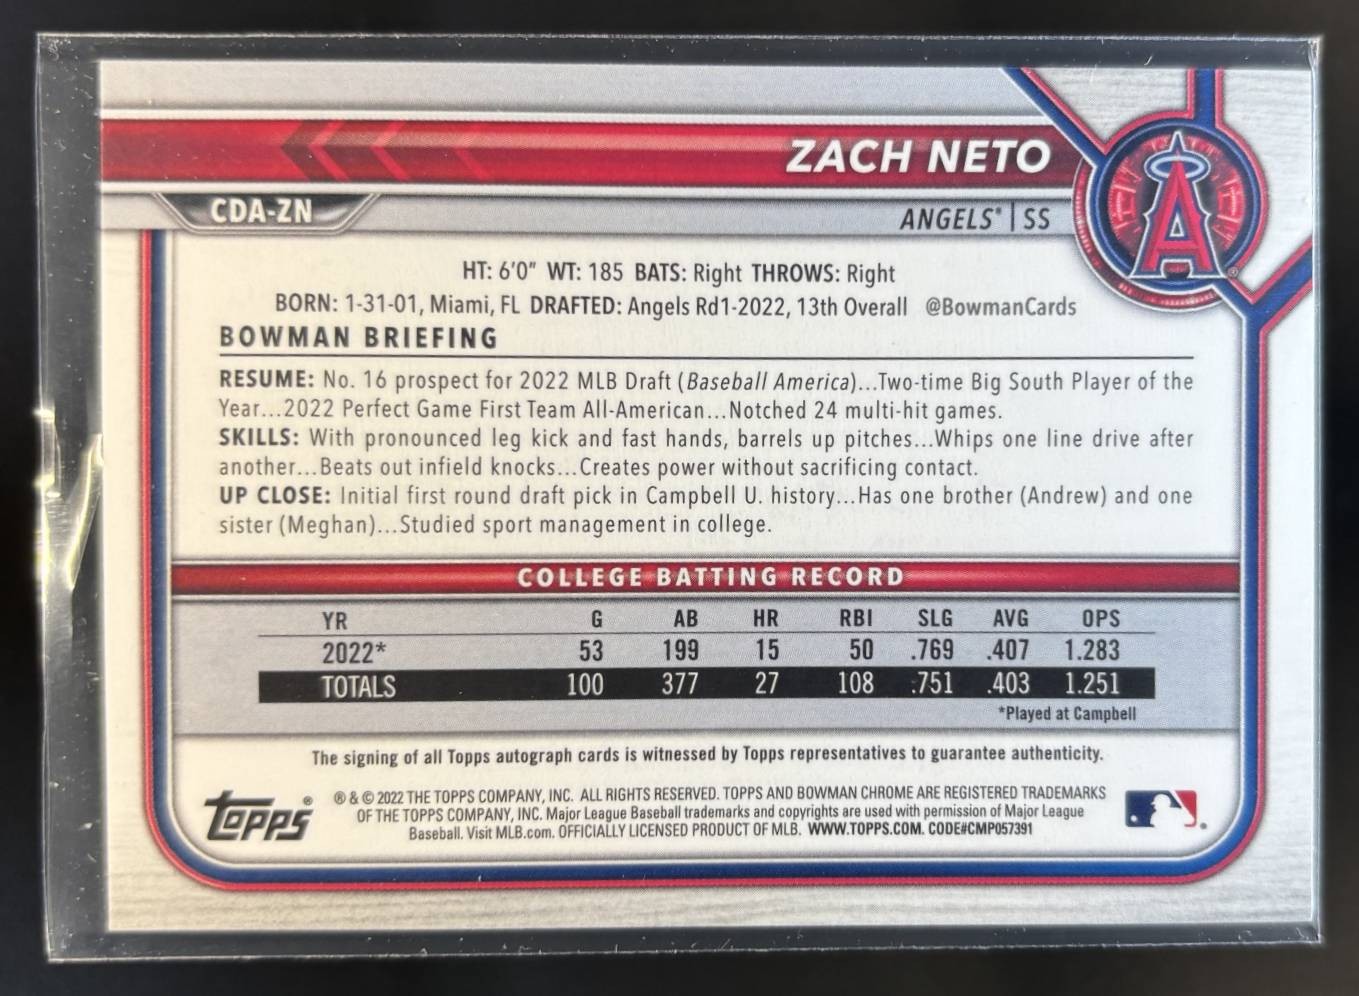 ZACH NETO
CDA-ZN
ANGELS® | SS
A®
HT: 6'0" WT: 185 BATS: Right THROWS: Right
BORN: 1-31-01, Miami, FL DRAFTED: Angels Rd1-2022, 13th Overall @BowmanCards
BOWMAN BRIEFING
RESUME: No. 16 prospect for 2022 MLB Draft (Baseball America)...Two-time Big South Player of the
Year...2022 Perfect Game First Team All-American...Notched 24 multi-hit games.
SKILLS: With pronounced leg kick and fast hands, barrels up pitches...Whips one line drive after
another...Beats out infield knocks...Creates power without sacrificing contact.
UP CLOSE: Initial first round draft pick in Campbell U. history...Has one brother (Andrew) and one
sister (Meghan)...Studied sport management in college.
COLLEGE BATTING RECORD
YR G AB HR RBI SLG AVG OPS
2022* 53 199 15 50 .769 .407 1.283
TOTALS 100 377 27 108 .751 .403 1.251
*Played at Campbell
The signing of all Topps autograph cards is witnessed by Topps representatives to guarantee authenticity.
Topps®
® & © 2022 THE TOPPS COMPANY, INC. ALL RIGHTS RESERVED. TOPPS AND BOWMAN CHROME ARE REGISTERED TRADEMARKS
OF THE TOPPS COMPANY, INC. Major League Baseball trademarks and copyrights are used with permission of Major League
Baseball. Visit MLB.com. OFFICIALLY LICENSED PRODUCT OF MLB. WWW.TOPPS.COM. CODE#CMP057391